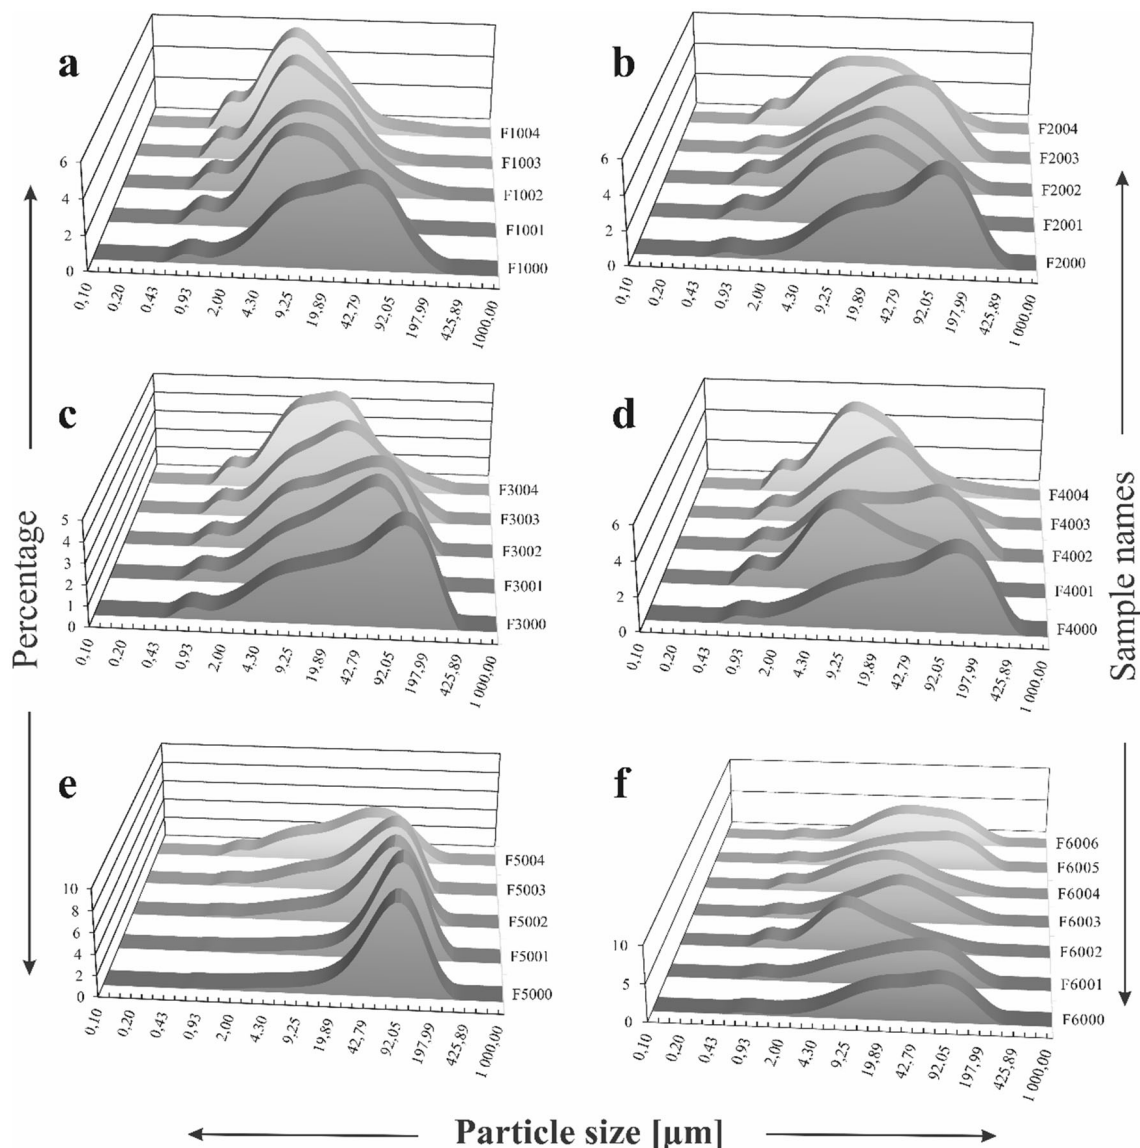 a
6
4
2
0
F1004
F1003
F1002
F1001
F1000
0,10
0,20
0,43
0,93
2,00
4,30
9,25
19,89
42,79
92,05
197,99
425,89
1000,00
b
6
4
2
0
F2004
F2003
F2002
F2001
F2000
0,10
0,20
0,43
0,93
2,00
4,30
9,25
19,89
42,79
92,05
197,99
425,89
1 000,00
c
5
4
3
2
1
0
F3004
F3003
F3002
F3001
F3000
0,10
0,20
0,43
0,93
2,00
4,30
9,25
19,89
42,79
92,05
197,99
425,89
1 000,00
d
6
4
2
0
F4004
F4003
F4002
F4001
F4000
0,10
0,20
0,43
0,93
2,00
4,30
9,25
19,89
42,79
92,05
197,99
425,89
1 000,00
e
10
8
6
4
2
0
F5004
F5003
F5002
F5001
F5000
0,10
0,20
0,43
0,93
2,00
4,30
9,25
19,89
42,79
92,05
197,99
425,89
1 000,00
f
10
5
0
F6006
F6005
F6004
F6003
F6002
F6001
F6000
0,10
0,20
0,43
0,93
2,00
4,30
9,25
19,89
42,79
92,05
197,99
425,89
1 000,00
Percentage
Sample names
Particle size [μm]